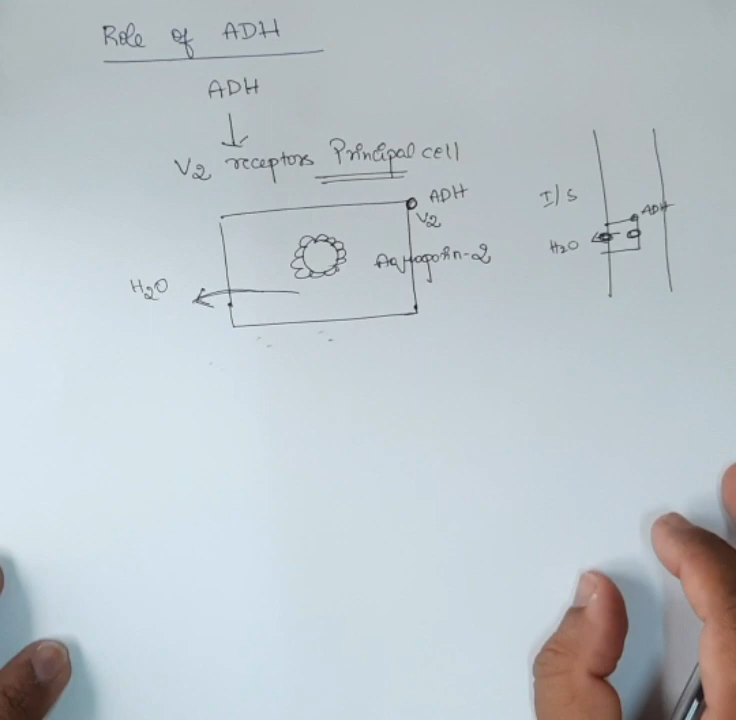 Role of ADH
ADH
V2 receptors Principal cell
ADH
V2
Aquaporin-2
H2O
I/S
ADH
H2O